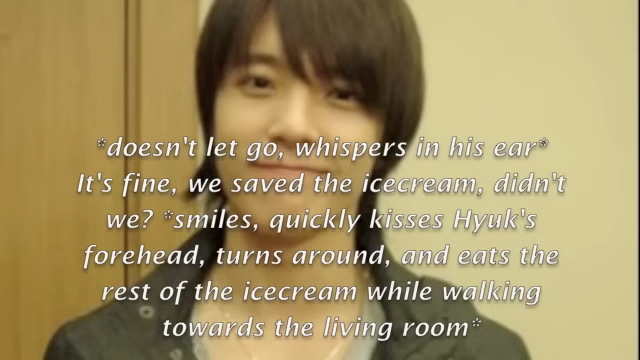 *doesn't let go, whispers in his ear*
It's fine, we saved the icecream, didn't
we? *smiles, quickly kisses Hyuk's
forehead, turns around, and eats the
rest of the icecream while walking
towards the living room*